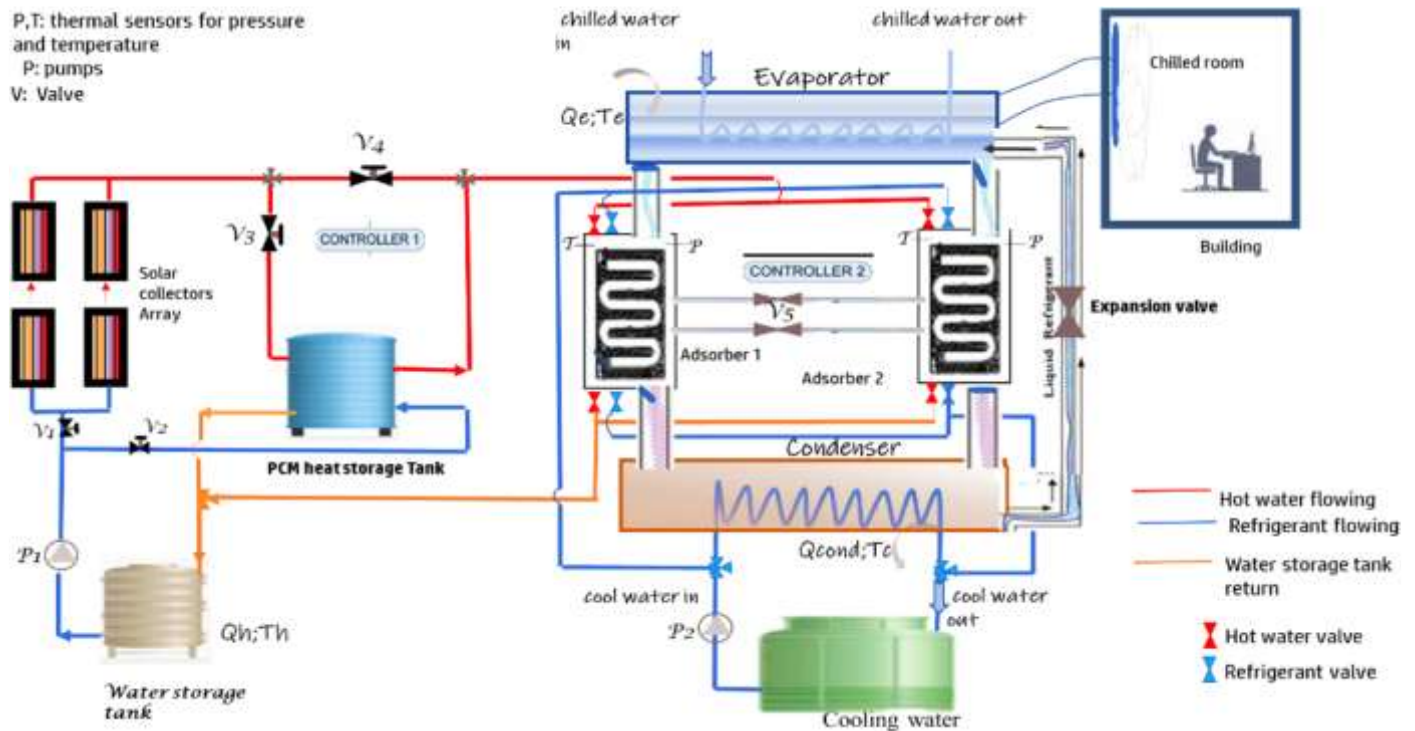 P,T: thermal sensors for pressure
and temperature
P: pumps
V: Valve
chilled water
in
chilled water out
Evaporator
Qe;Te
Chilled room
Building
V4
V3
CONTROLLER 1
Solar
collectors
Array
T
P
T
P
CONTROLLER 2
V5
Adsorber 1
Adsorber 2
Liquid Refrigerant
Expansion valve
V1
V2
PCM heat storage Tank
Condenser
Qcond;Tc
P1
Qh;Th
Water storage
tank
cool water in
cool water
out
P2
Cooling water
Hot water flowing
Refrigerant flowing
Water storage tank
return
Hot water valve
Refrigerant valve